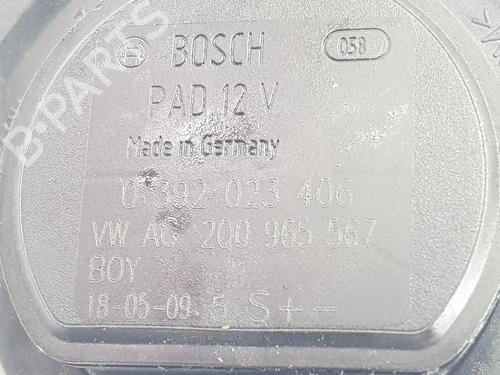 B-PARTS
BOSCH 038
PAD 12 V
Made in Germany
0 392 023 406
VW AG 2Q0 965 567
BOY
18-05-09 5 S + -